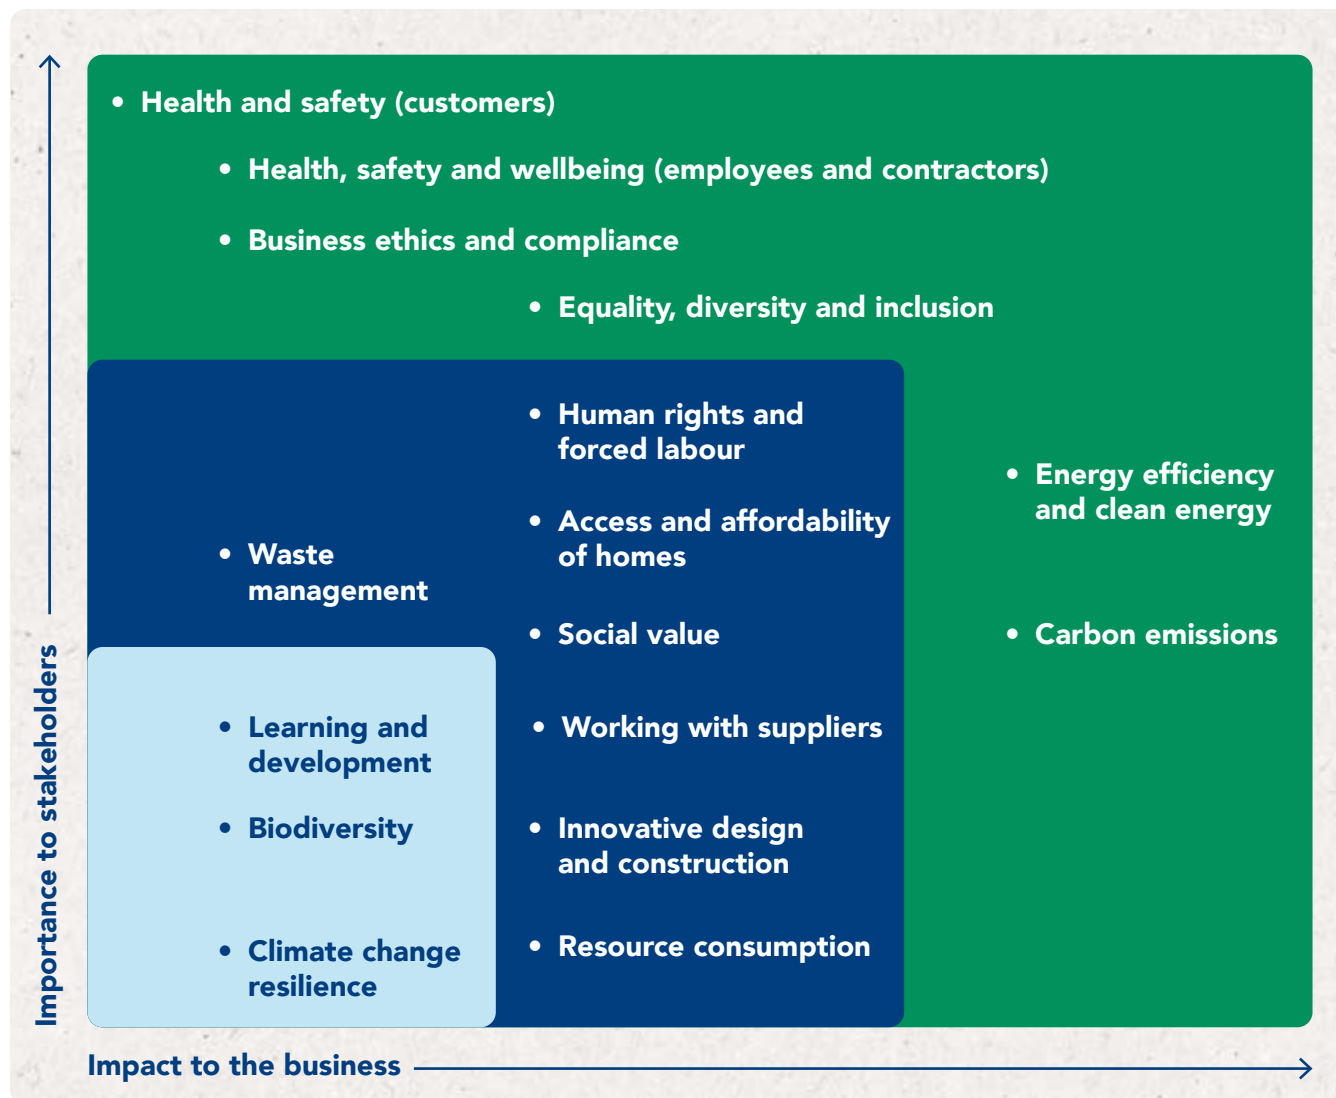 • Health and safety (customers)
• Health, safety and wellbeing (employees and contractors)
• Business ethics and compliance
• Equality, diversity and inclusion
• Human rights and
forced labour
• Energy efficiency
and clean energy
• Access and affordability
of homes
• Waste
management
• Social value
• Carbon emissions
• Learning and
development
• Working with suppliers
• Biodiversity
• Innovative design
and construction
• Climate change
resilience
• Resource consumption
Importance to stakeholders
Impact to the business